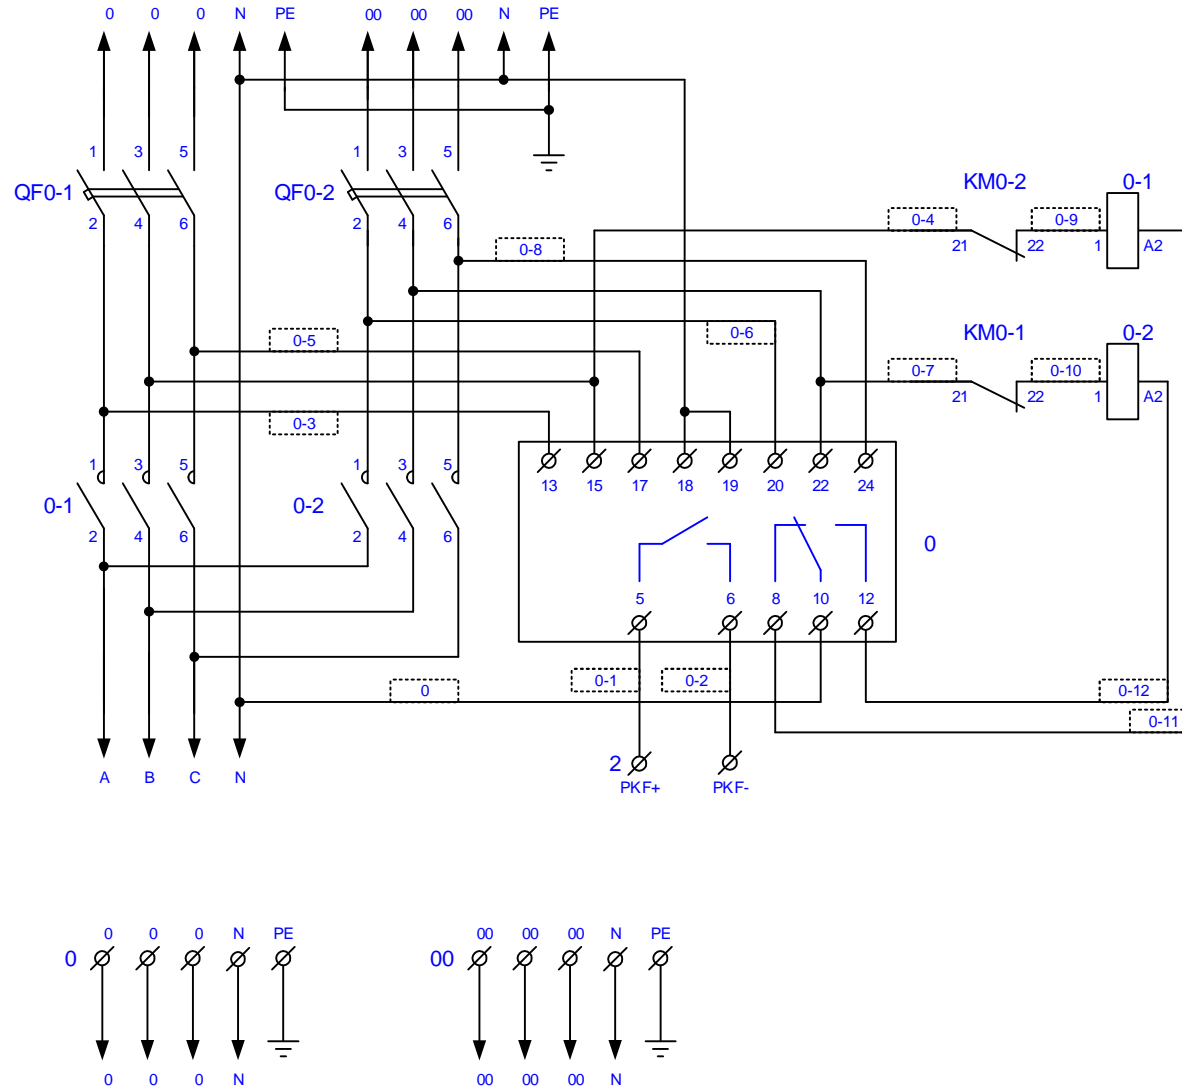 0 0 0 N PE 00 00 00 N PE
1 3 5 1 3 5
QF0-1 QF0-2 KM0-2 0-1
2 4 6 2 4 6 0-4 0-9
0-8 21 22 1 A2
0-5 0-6 KM0-1 0-2
0-7 0-10
21 22 1 A2
0-3
1 3 5 1 3 5
13 15 17 18 19 20 22 24
0-1 0-2
2 4 6 2 4 6 0
5 6 8 10 12
0 0-1 0-2 0-12
0-11
2
A B C N PKF+ PKF-
0 0 0 N PE 00 00 00 N PE
0 00
0 0 0 N 00 00 00 N